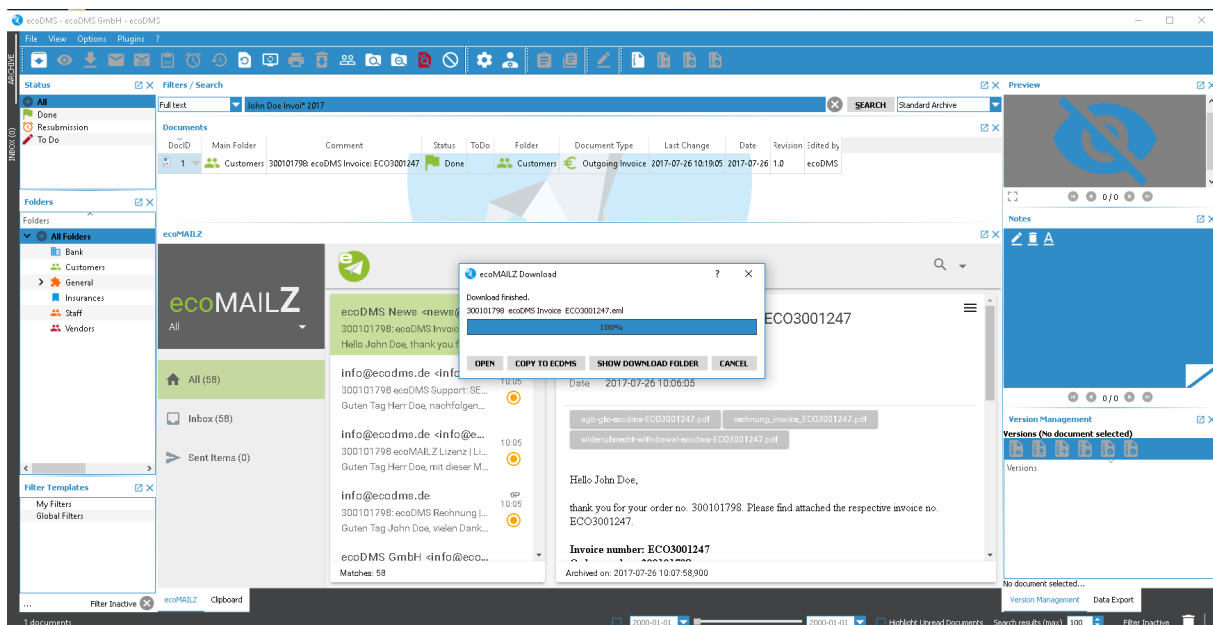 ecoDMS - ecoDMS GmbH - ecoDMS
File View Options Plugins ?
ARCHIVE
INBOX (0)
Status
All
Done
Resubmission
To Do
Folders
Folders
All Folders
Bank
Customers
General
Insurances
Staff
Vendors
Filter Templates
My Filters
Global Filters
... Filter Inactive
1 documents
Filters / Search
Full text John Doe Invoi* 2017 SEARCH Standard Archive
Documents
DocID Main Folder Comment Status ToDo Folder Document Type Last Change Date Revision Edited by
1 Customers 300101798: ecoDMS Invoice: ECO3001247 Done Customers Outgoing Invoice 2017-07-26 10:19:05 2017-07-26 1.0 ecoDMS
ecoMAILZ
ecoMAILZ
All
All (58)
Inbox (58)
Sent Items (0)
e
ecoDMS News <news@
300101798: ecoDMS Invoic
Hello John Doe, thank you f
info@ecodms.de <info
10:05
300101798 ecoDMS Support: SE...
Guten Tag Herr Doe, nachfolgen...
info@ecodms.de <info@e...
10:05
300101798 ecoMAILZ Lizenz | Li...
Guten Tag Herr Doe, mit dieser M...
info@ecodms.de
10:05
300101798: ecoDMS Rechnung |...
Guten Tag John Doe, vielen Dank...
ecoDMS GmbH <info@eco...
Matches: 58
ecoMAILZ Download ?
Download finished.
300101798 ecoDMS Invoice ECO3001247.eml
100%
OPEN COPY TO ECDMS SHOW DOWNLOAD FOLDER CANCEL
ECO3001247
Date 2017-07-26 10:06:05
agb-gtc-ecodms-ECO3001247.pdf rechnung_invoice_ECO3001247.pdf
widerrufsrecht-withdrawal-ecodms-ECO3001247.pdf
Hello John Doe,
thank you for your order no. 300101798. Please find attached the respective invoice no.
ECO3001247.
Invoice number: ECO3001247
Archived on: 2017-07-26 10:07:58,900
ecoMAILZ Clipboard
Preview
0/0
Notes
A
0/0
Version Management
Versions (No document selected)
Versions
No document selected...
Version Management Data Export
2000-01-01 2000-01-01 Highlight Unread Documents Search results (max) 100 Filter Inactive